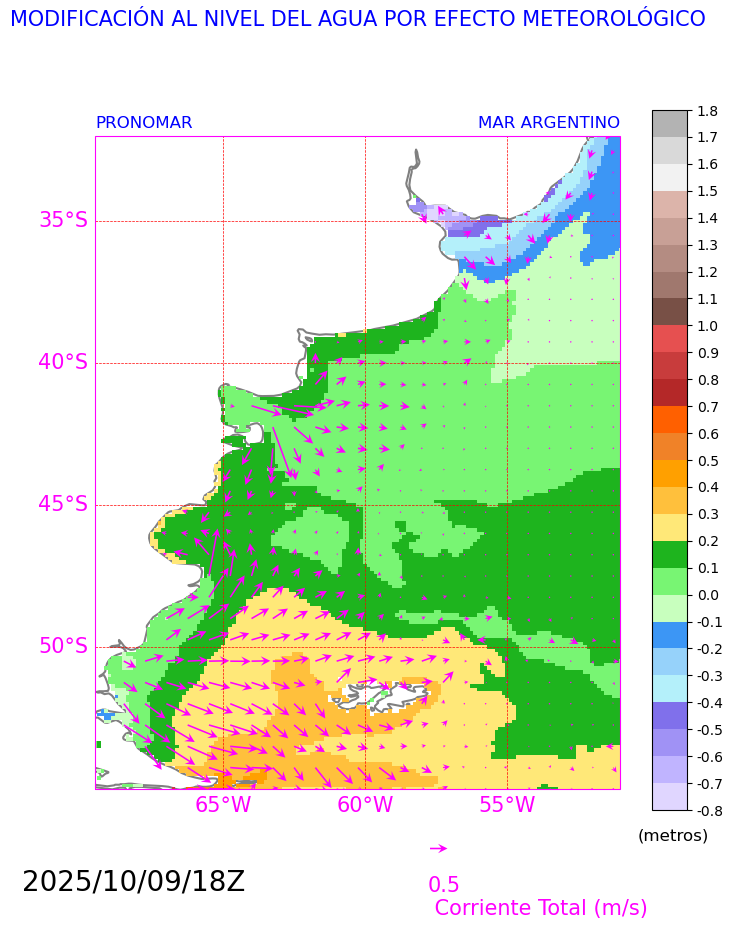 MODIFICACIÓN AL NIVEL DEL AGUA POR EFECTO METEOROLÓGICO
PRONOMAR
MAR ARGENTINO
35°S
40°S
45°S
50°S
65°W
60°W
55°W
1.8
1.7
1.6
1.5
1.4
1.3
1.2
1.1
1.0
0.9
0.8
0.7
0.6
0.5
0.4
0.3
0.2
0.1
0.0
-0.1
-0.2
-0.3
-0.4
-0.5
-0.6
-0.7
-0.8
(metros)
2025/10/09/18Z
0.5
Corriente Total (m/s)